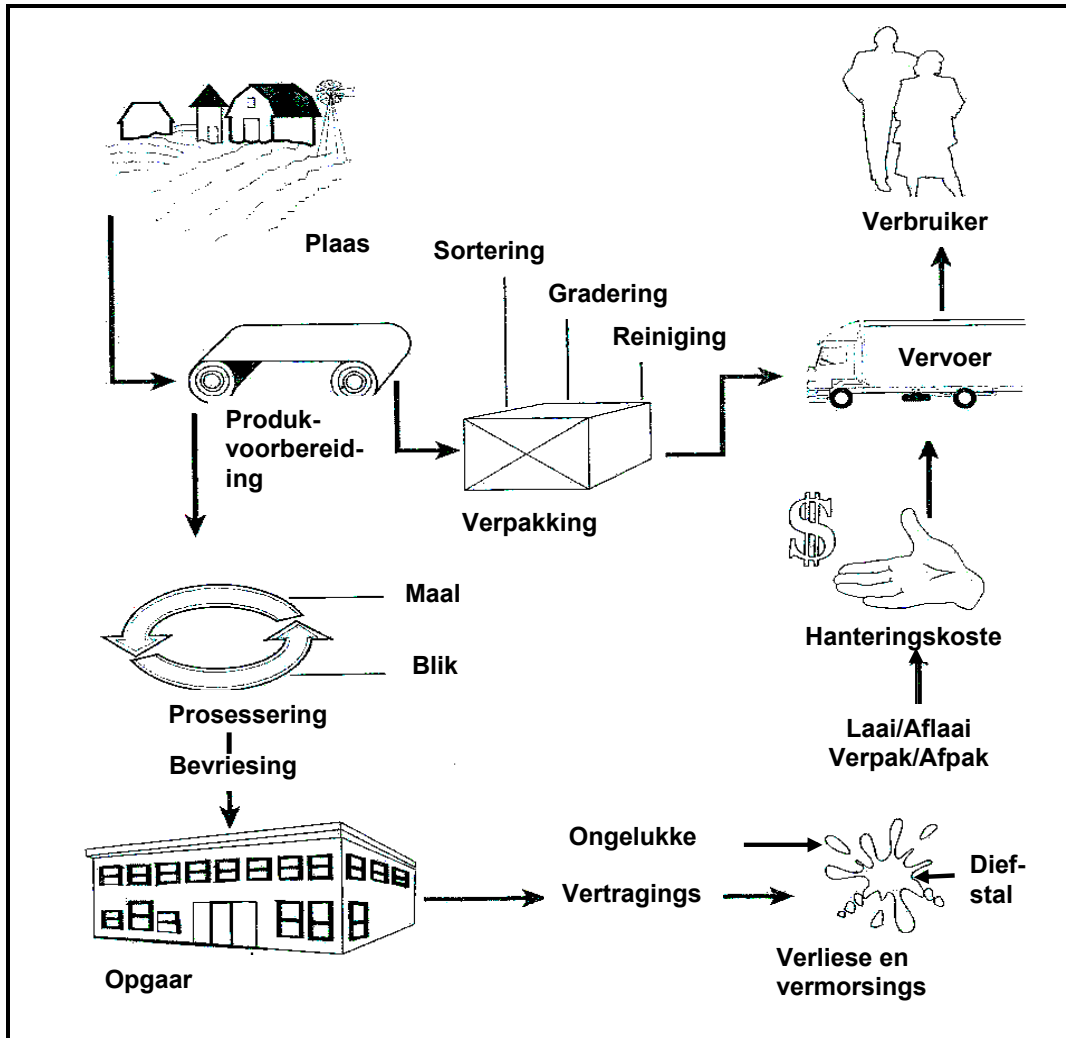 Plaas
Verbruiker
Sortering
Gradering
Reiniging
Vervoer
Produk-
voorbereid-
ing
Verpakking
$
Maal
Blik
Hanteringskoste
Prosessering
Laai/Aflaai
Verpak/Afpak
Bevriesing
Ongelukke
Vertragings
Dief-
stal
Opgaar
Verliese en
vermorsings